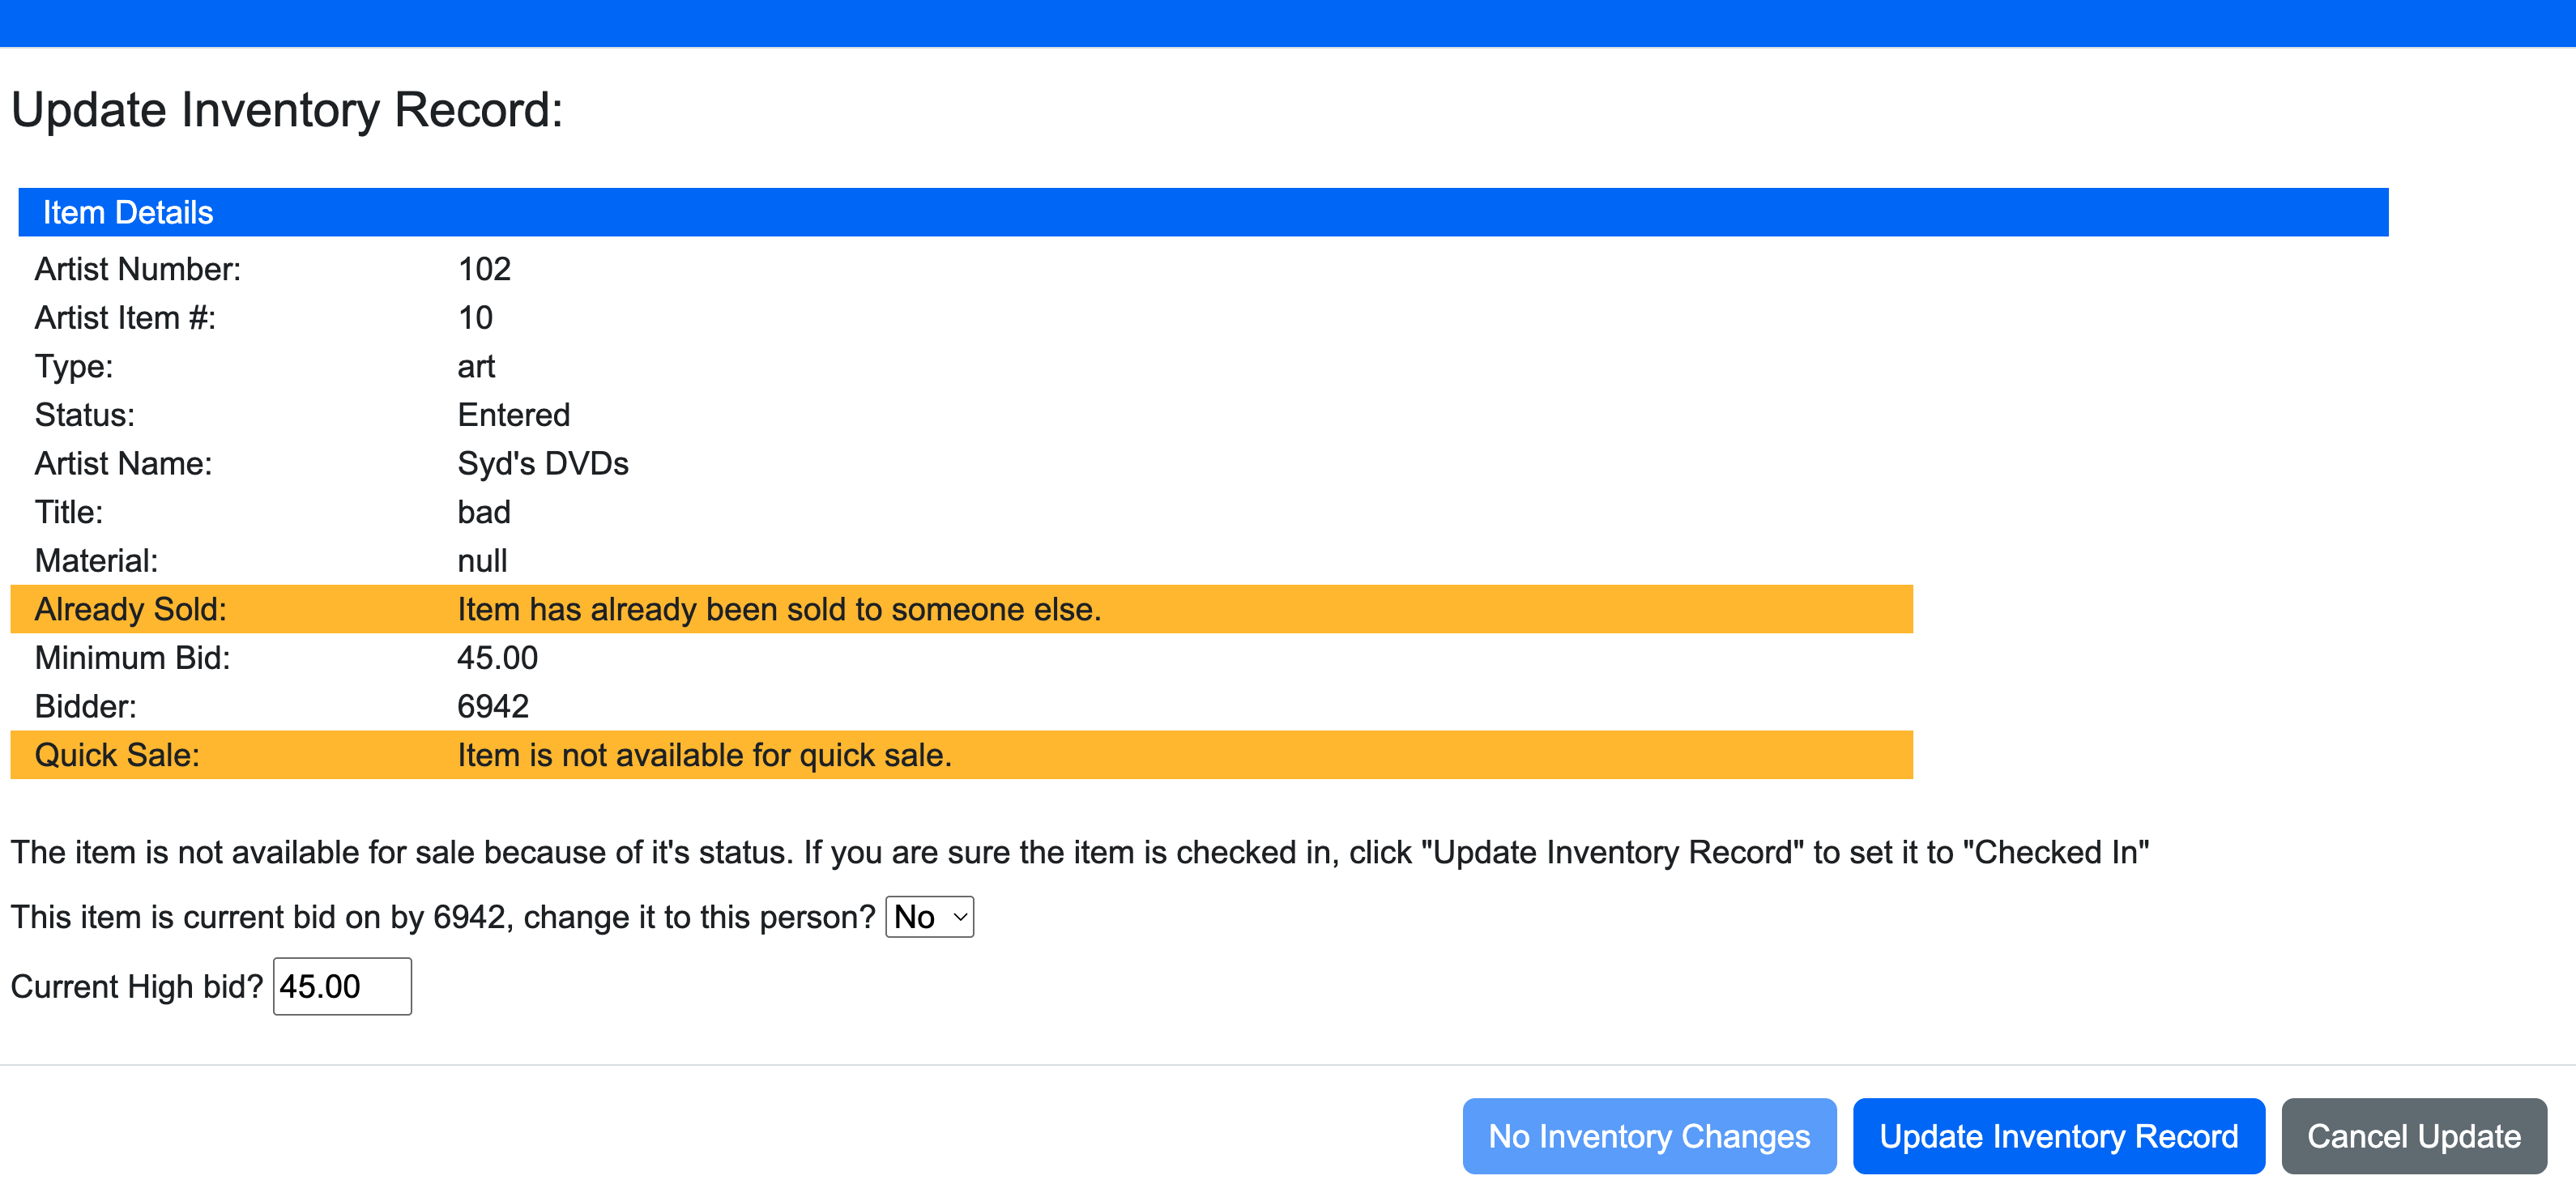 Update Inventory Record:
Item Details
Artist Number: 102
Artist Item #: 10
Type: art
Status: Entered
Artist Name: Syd's DVDs
Title: bad
Material: null
Already Sold: Item has already been sold to someone else.
Minimum Bid: 45.00
Bidder: 6942
Quick Sale: Item is not available for quick sale.
The item is not available for sale because of it's status. If you are sure the item is checked in, click "Update Inventory Record" to set it to "Checked In"
This item is current bid on by 6942, change it to this person? No
Current High bid? 45.00
No Inventory Changes Update Inventory Record Cancel Update